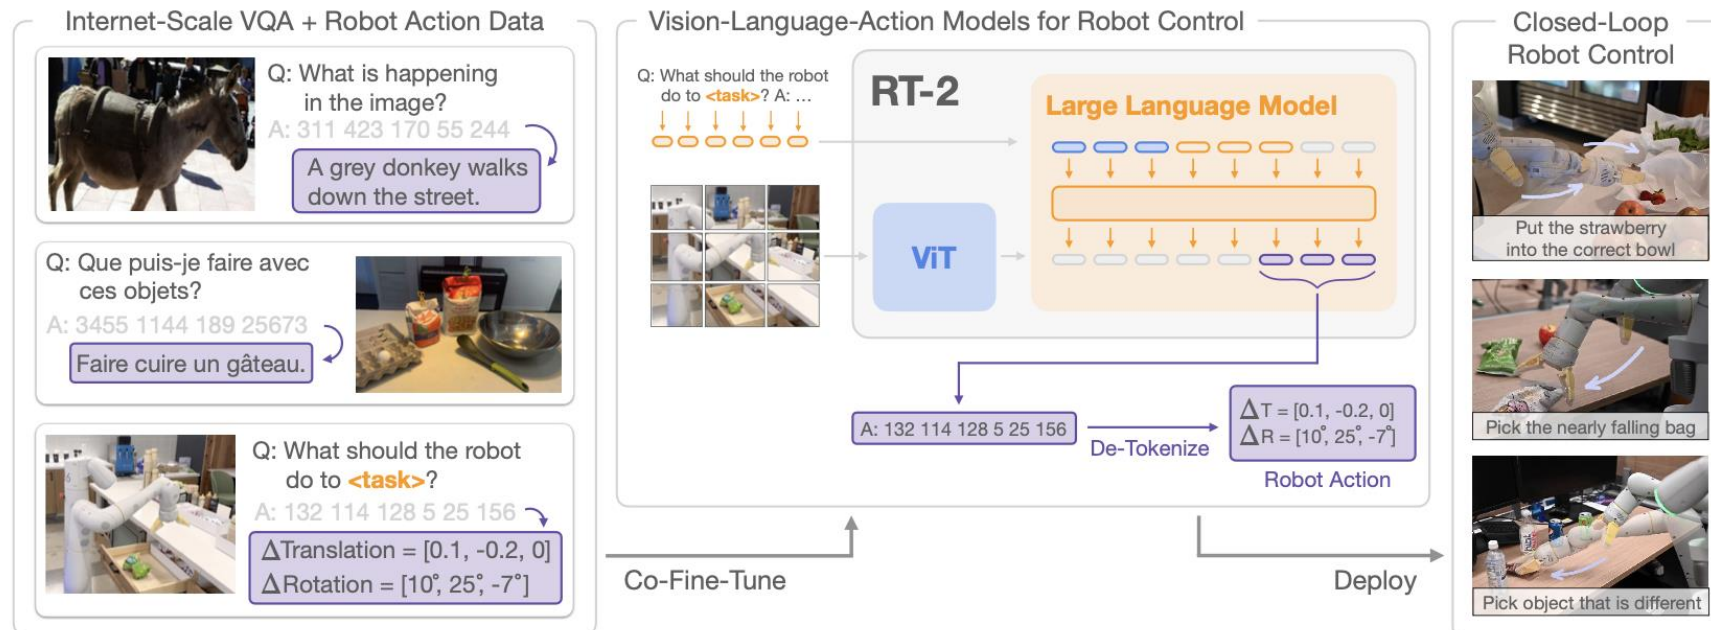 Internet-Scale VQA + Robot Action Data
Q: What is happening
in the image?
A: 311 423 170 55 244
A grey donkey walks
down the street.
Q: Que puis-je faire avec
ces objets?
A: 3455 1144 189 25673
Faire cuire un gâteau.
Q: What should the robot
do to <task>?
A: 132 114 128 5 25 156
ΔTranslation = [0.1, -0.2, 0]
ΔRotation = [10°, 25°, -7°]
Co-Fine-Tune
Vision-Language-Action Models for Robot Control
Q: What should the robot
do to <task>? A: ...
RT-2
Large Language Model
ViT
A: 132 114 128 5 25 156
De-Tokenize
ΔT = [0.1, -0.2, 0]
ΔR = [10°, 25°, -7°]
Robot Action
Deploy
Closed-Loop
Robot Control
Put the strawberry
into the correct bowl
Pick the nearly falling bag
Pick object that is different